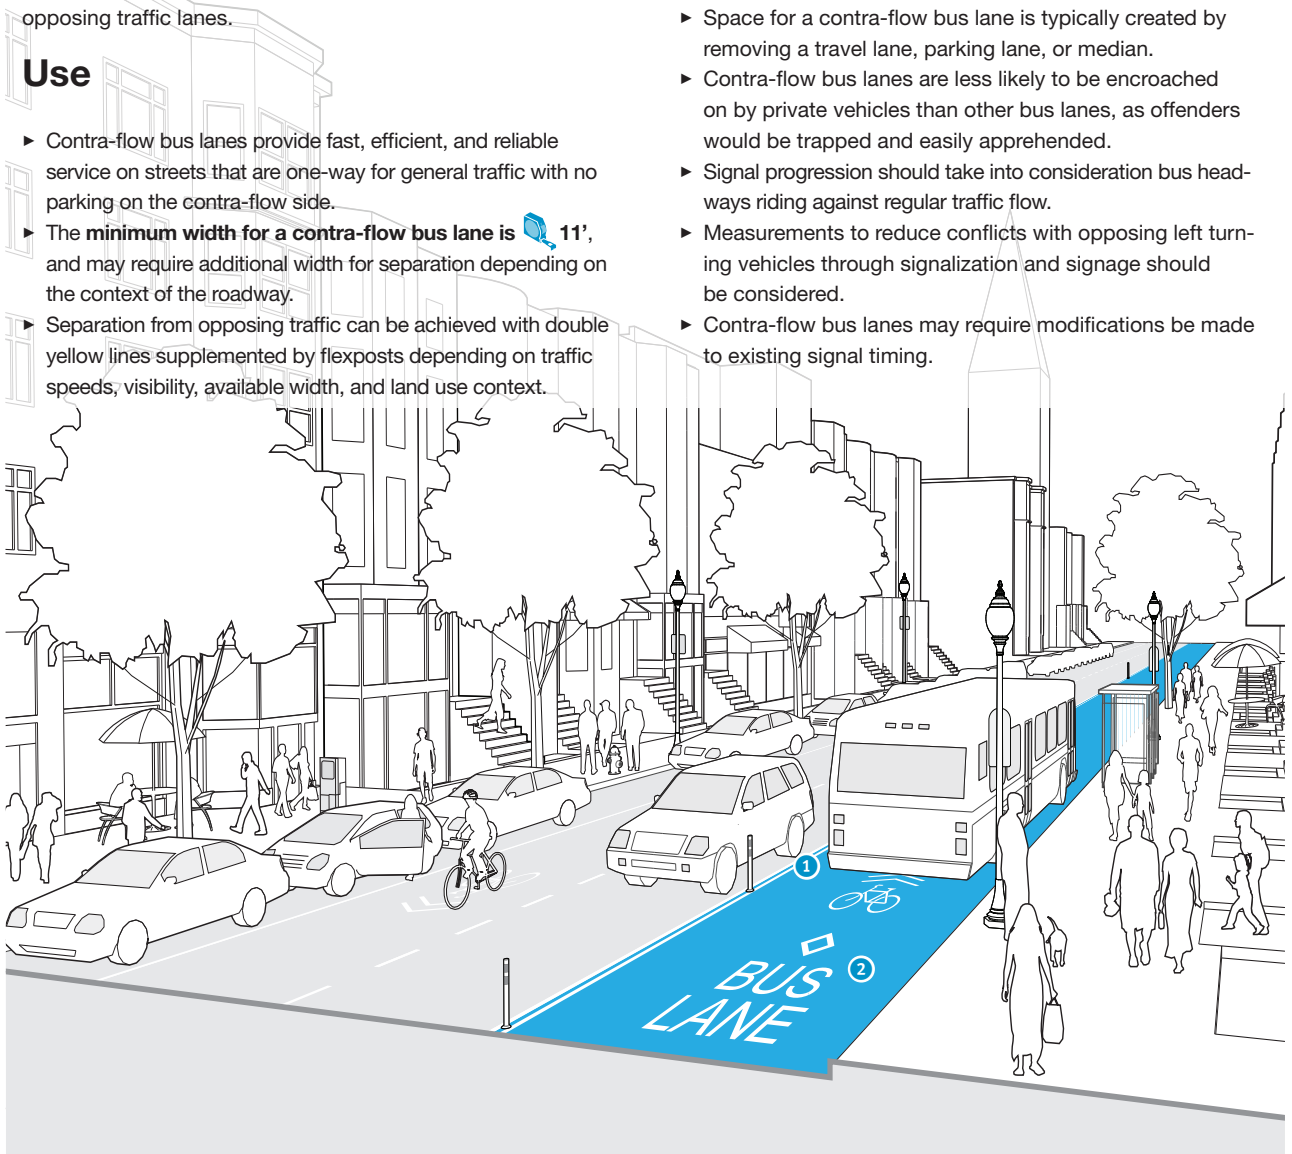 opposing traffic lanes.
Use
► Contra-flow bus lanes provide fast, efficient, and reliable
service on streets that are one-way for general traffic with no
parking on the contra-flow side.
► The minimum width for a contra-flow bus lane is 11’,
and may require additional width for separation depending on
the context of the roadway.
► Separation from opposing traffic can be achieved with double
yellow lines supplemented by flexposts depending on traffic
speeds, visibility, available width, and land use context.
► Space for a contra-flow bus lane is typically created by
removing a travel lane, parking lane, or median.
► Contra-flow bus lanes are less likely to be encroached
on by private vehicles than other bus lanes, as offenders
would be trapped and easily apprehended.
► Signal progression should take into consideration bus head-
ways riding against regular traffic flow.
► Measurements to reduce conflicts with opposing left turn-
ing vehicles through signalization and signage should
be considered.
► Contra-flow bus lanes may require modifications be made
to existing signal timing.
1
2
BUS
LANE